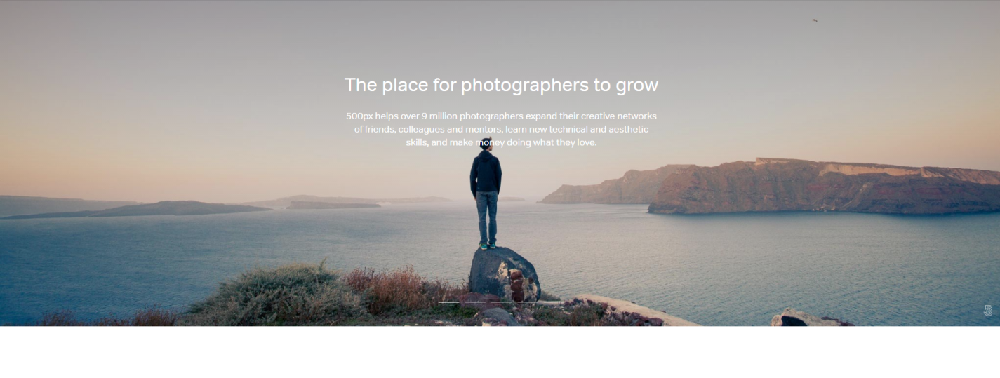 The place for photographers to grow
500px helps over 9 million photographers expand their creative networks
of friends, colleagues and mentors, learn new technical and aesthetic
skills, and make money doing what they love.
5